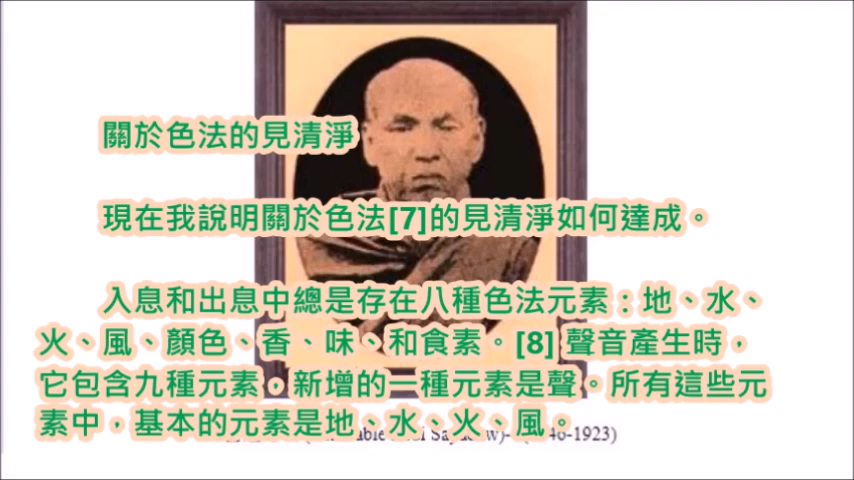 關於色法的見清淨
現在我說明關於色法[7]的見清淨如何達成。
入息和出息中總是存在八種色法元素：地、水、
火、風、顏色、香、味、和食素。[8] 聲音產生時，
它包含九種元素，新增的一種元素是聲。所有這些元
素中，基本的元素是地、水、火、風。
-1923)